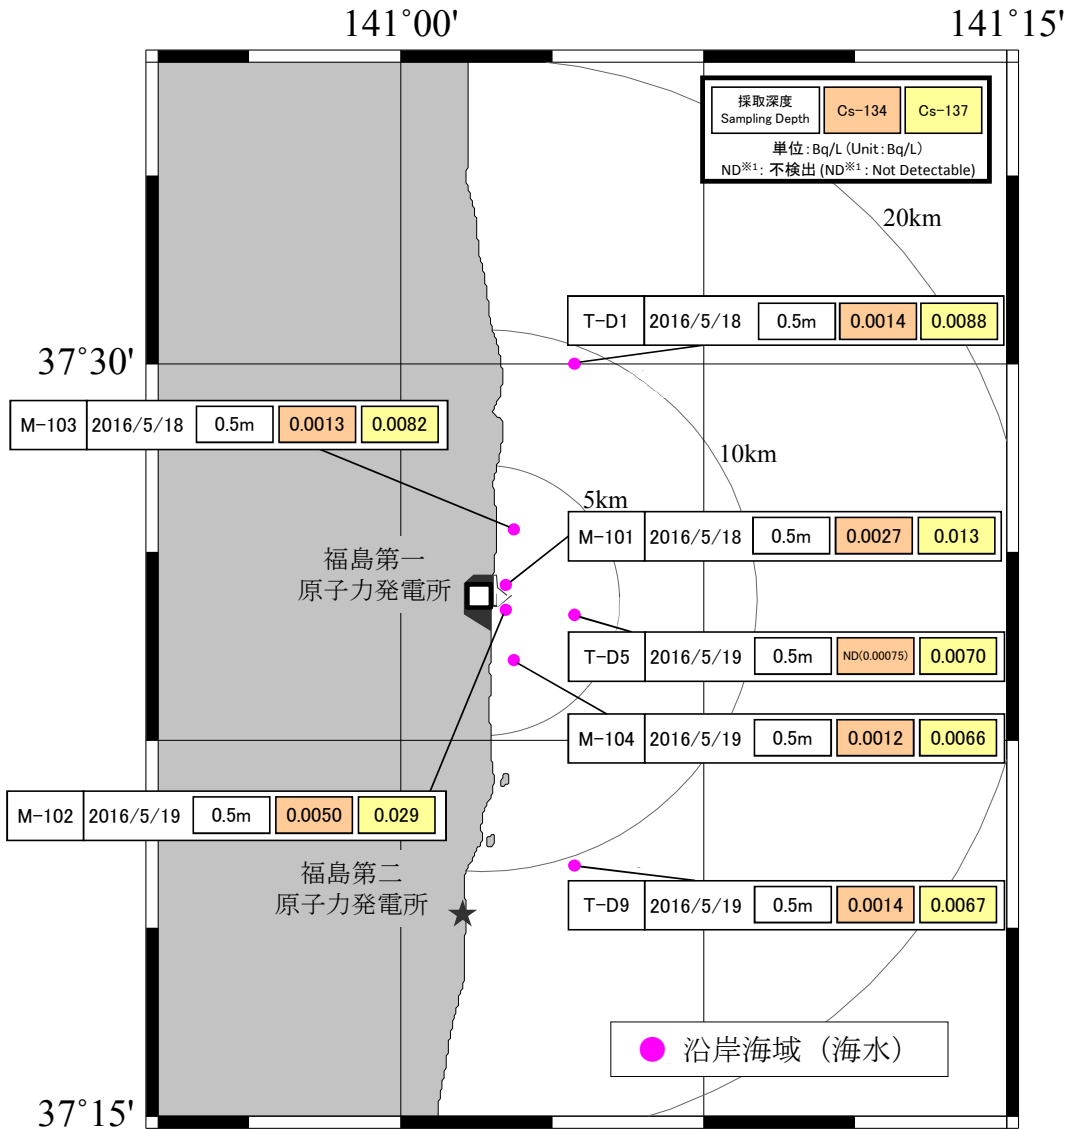 141°00'
141°15'
採取深度
Sampling Depth
Cs-134
Cs-137
単位:Bq/L (Unit:Bq/L)
ND※1: 不検出 (ND※1: Not Detectable)
20km
T-D1 2016/5/18 0.5m 0.0014 0.0088
37°30'
M-103 2016/5/18 0.5m 0.0013 0.0082
10km
5km
M-101 2016/5/18 0.5m 0.0027 0.013
福島第一
原子力発電所
T-D5 2016/5/19 0.5m ND(0.00075) 0.0070
M-104 2016/5/19 0.5m 0.0012 0.0066
M-102 2016/5/19 0.5m 0.0050 0.029
福島第二
原子力発電所
T-D9 2016/5/19 0.5m 0.0014 0.0067
沿岸海域（海水）
37°15'